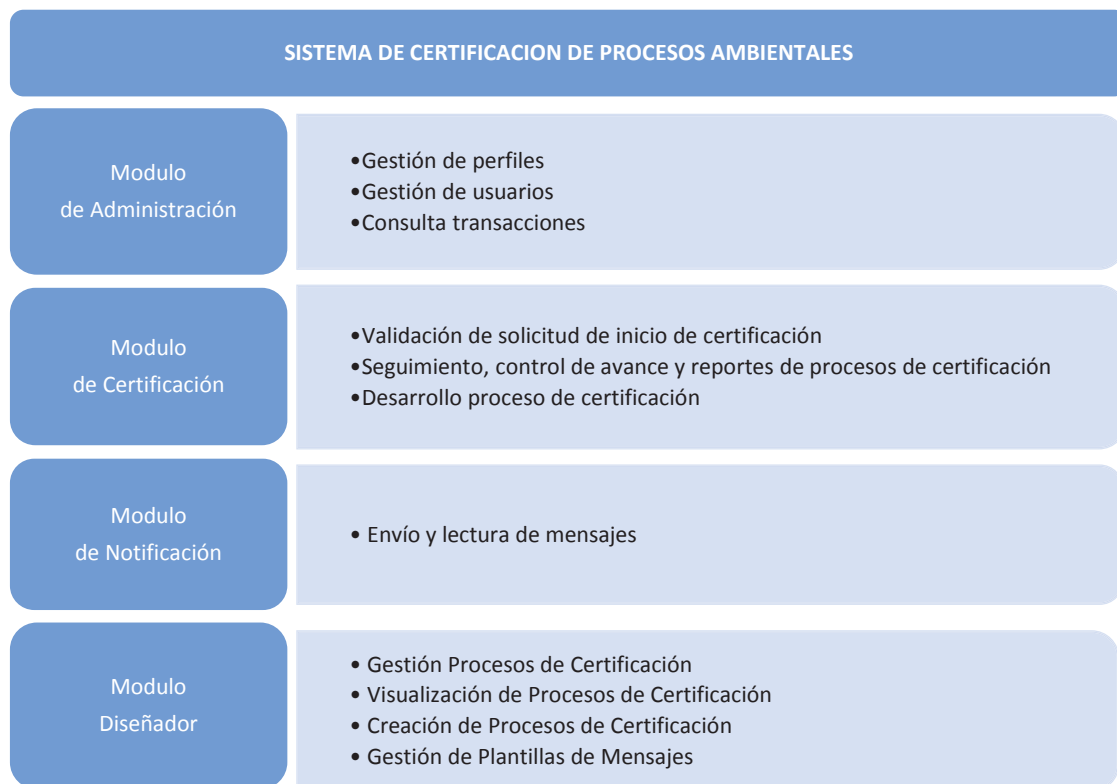 SISTEMA DE CERTIFICACION DE PROCESOS AMBIENTALES
Modulo
de Administración
•Gestión de perfiles
•Gestión de usuarios
•Consulta transacciones
Modulo
de Certificación
•Validación de solicitud de inicio de certificación
•Seguimiento, control de avance y reportes de procesos de certificación
•Desarrollo proceso de certificación
Modulo
de Notificación
• Envío y lectura de mensajes
Modulo
Diseñador
• Gestión Procesos de Certificación
• Visualización de Procesos de Certificación
• Creación de Procesos de Certificación
• Gestión de Plantillas de Mensajes